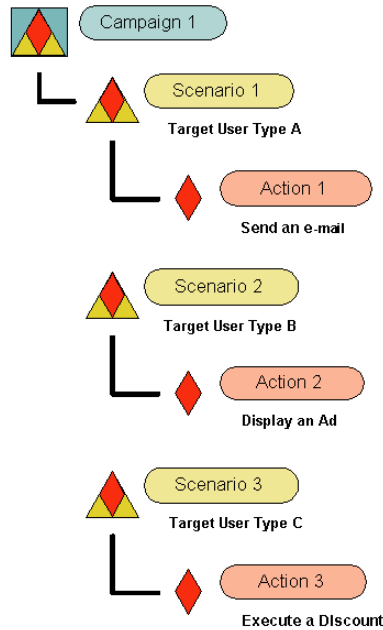 Campaign 1
Scenario 1
Target User Type A
Action 1
Send an e-mail
Scenario 2
Target User Type B
Action 2
Display an Ad
Scenario 3
Target User Type C
Action 3
Execute a DIscount